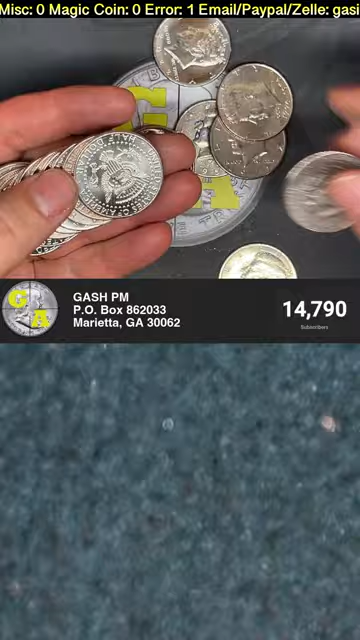 Misc: 0 Magic Coin: 0 Error: 1 Email/Paypal/Zelle: gasi
G
A
GASH PM
P.O. Box 862033
Marietta, GA 30062
14,790
Subscribers